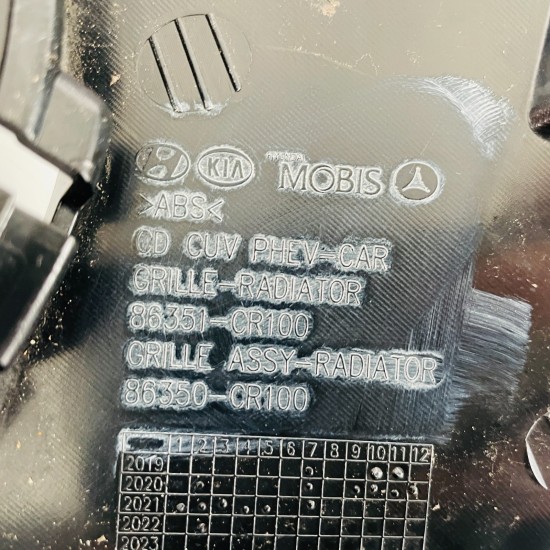 KIA MOBIS
>ABS<
CD CUV PHEV-CAR
GRILLE-RADIATOR
86351-CR100
GRILLE ASSY-RADIATOR
86350-CR100
1 2 3 4 5 6 7 8 9 10 11 12
2019
2020
2021
2022
2023